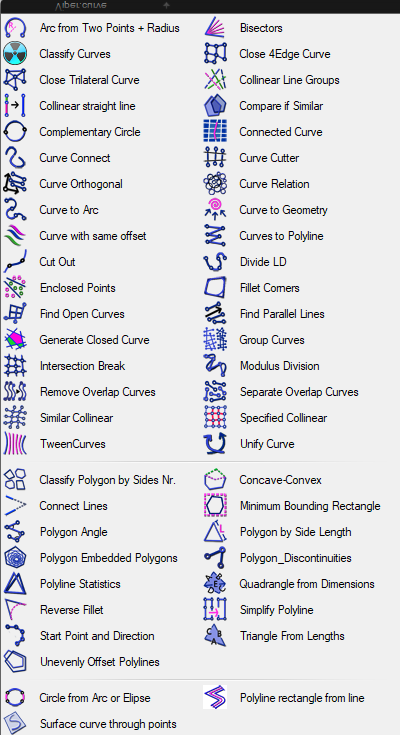 Viper.curve
Arc from Two Points + Radius Bisectors
Classify Curves Close 4Edge Curve
Close Trilateral Curve Collinear Line Groups
Collinear straight line Compare if Similar
Complementary Circle Connected Curve
Curve Connect Curve Cutter
Curve Orthogonal Curve Relation
Curve to Arc Curve to Geometry
Curve with same offset Curves to Polyline
Cut Out Divide LD
Enclosed Points Fillet Corners
Find Open Curves Find Parallel Lines
Generate Closed Curve Group Curves
Intersection Break Modulus Division
Remove Overlap Curves Separate Overlap Curves
Similar Collinear Specified Collinear
TweenCurves Unify Curve
Classify Polygon by Sides Nr. Concave-Convex
Connect Lines Minimum Bounding Rectangle
Polygon Angle Polygon by Side Length
Polygon Embedded Polygons Polygon_Discontinuities
Polyline Statistics Quadrangle from Dimensions
Reverse Fillet Simplify Polyline
Start Point and Direction Triangle From Lengths
Unevenly Offset Polylines
Circle from Arc or Elipse Polyline rectangle from line
Surface curve through points